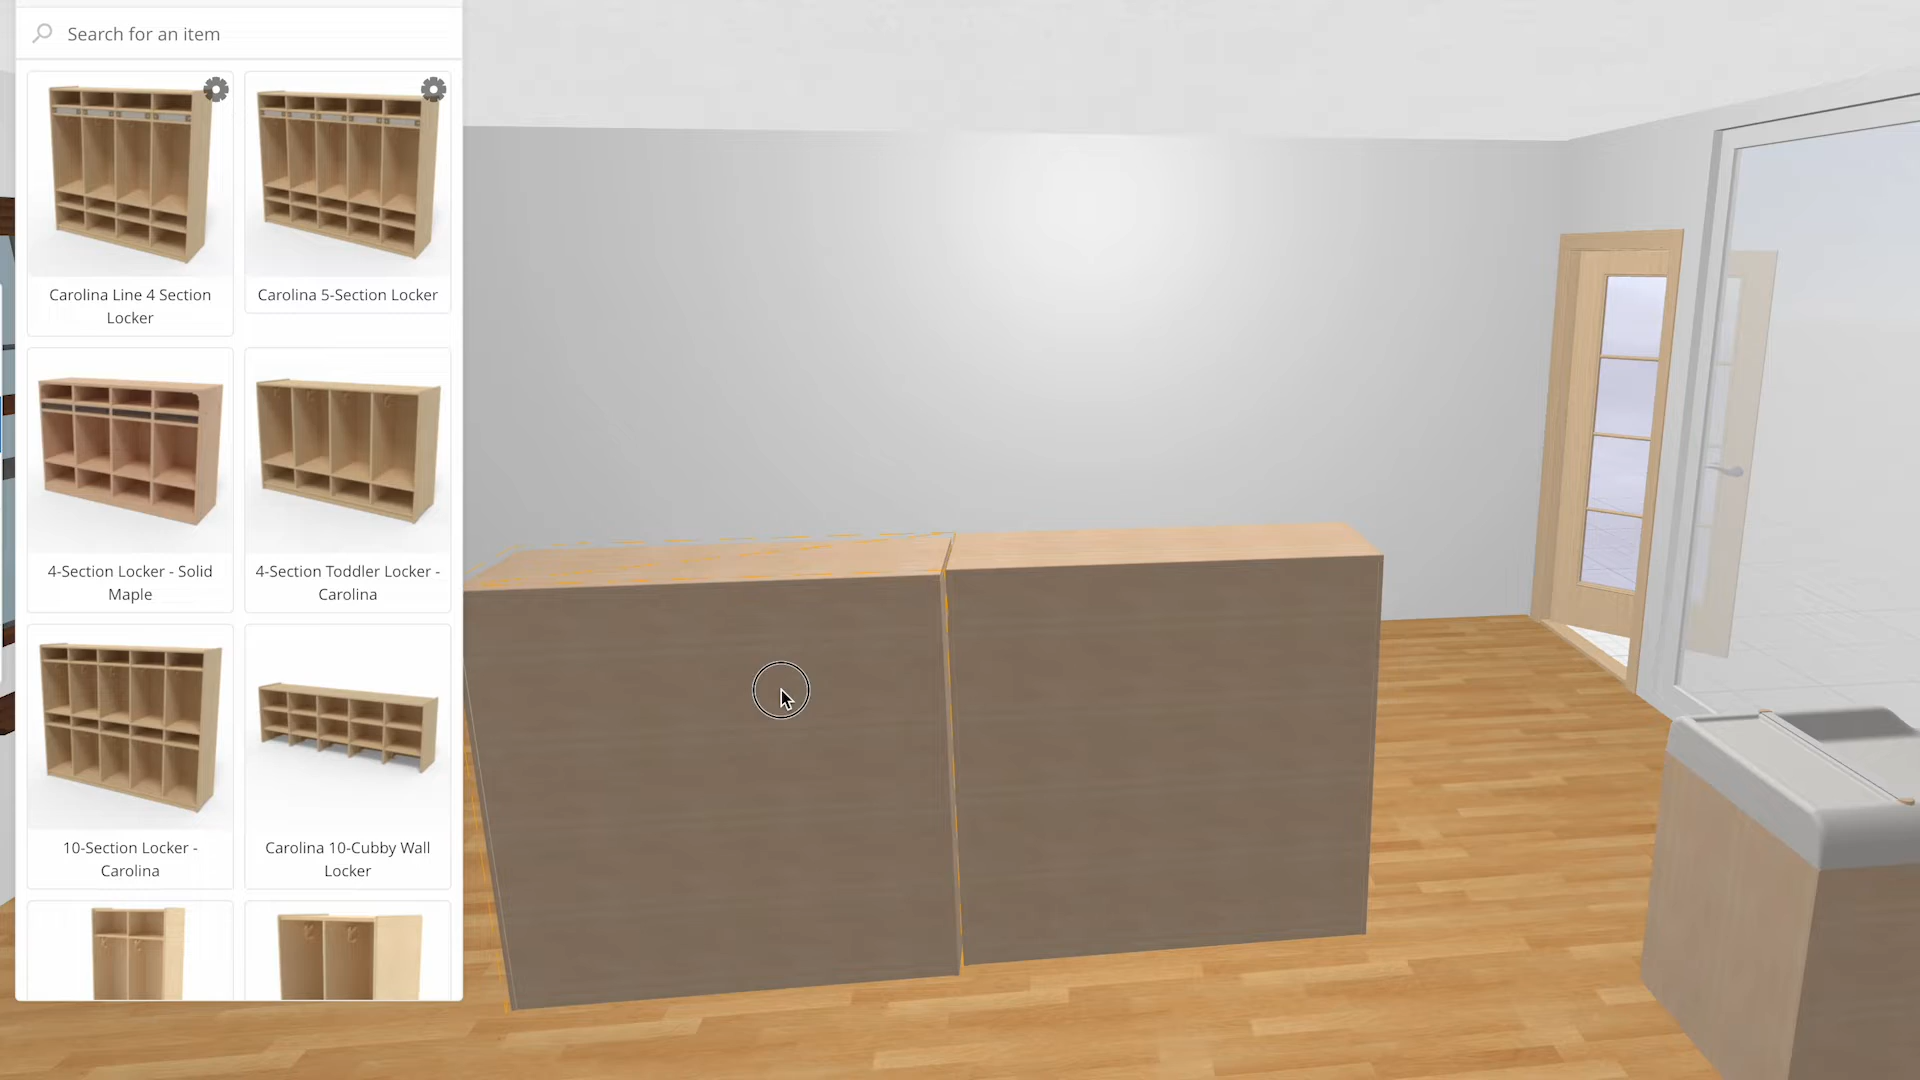 Search for an item
Carolina Line 4 Section
Locker
Carolina 5-Section Locker
4-Section Locker - Solid
Maple
4-Section Toddler Locker -
Carolina
10-Section Locker -
Carolina
Carolina 10-Cubby Wall
Locker